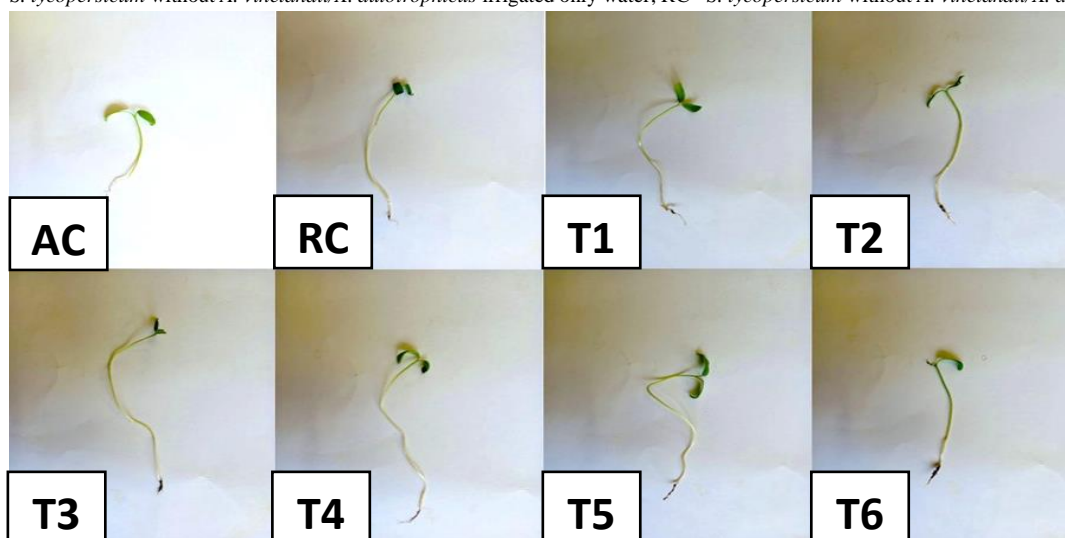 S. lycopersicum without A. vinelandii/X. autotrophicus irrigated only water; RC= S. lycopersicum without A. vinelandii/X.
AC RC T1 T2
T3 T4 T5 T6